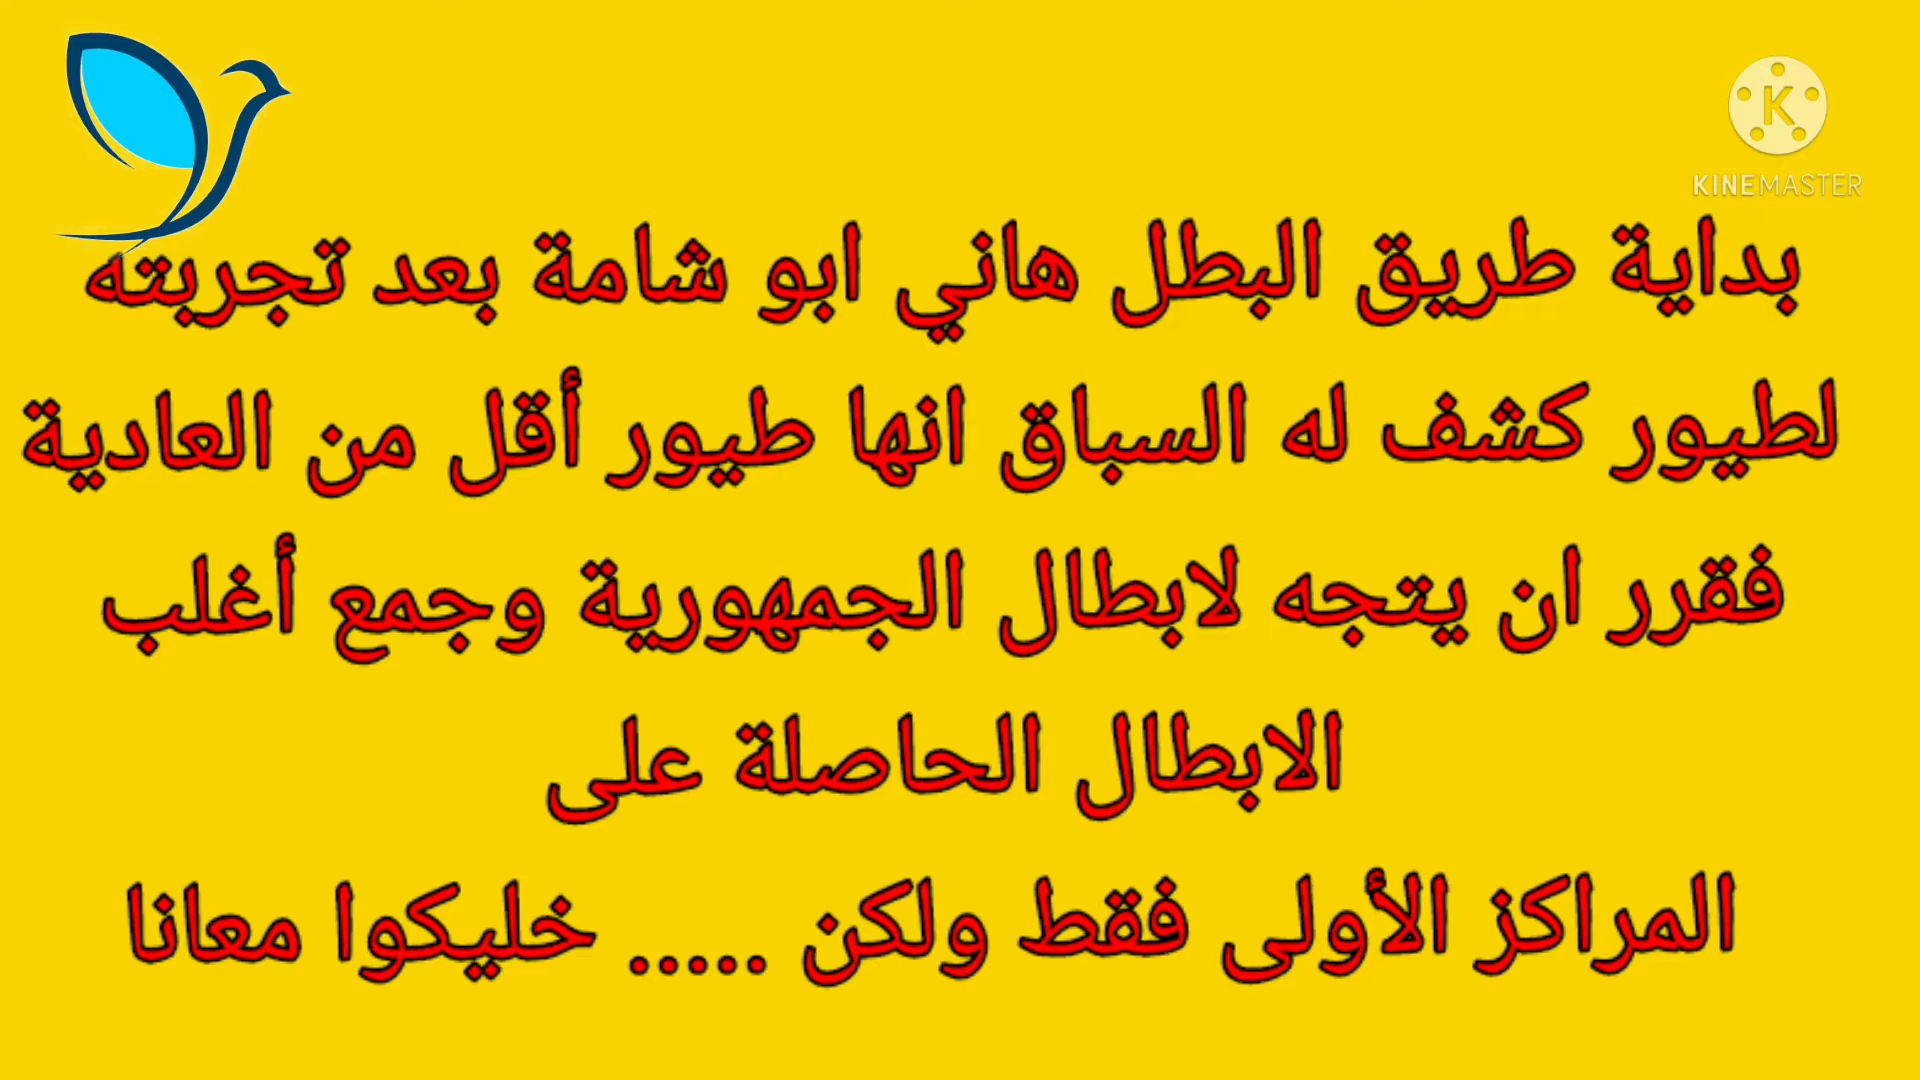 KINEMASTER
بداية طريق البطل هاني ابو شامة بعد تجربته
لطيور كشف له السباق انها طيور أقل من العادية
فقرر ان يتجه لابطال الجمهورية وجمع أغلب
الابطال الحاصلة على
المراكز الأولى فقط ولكن ..... خليكوا معانا